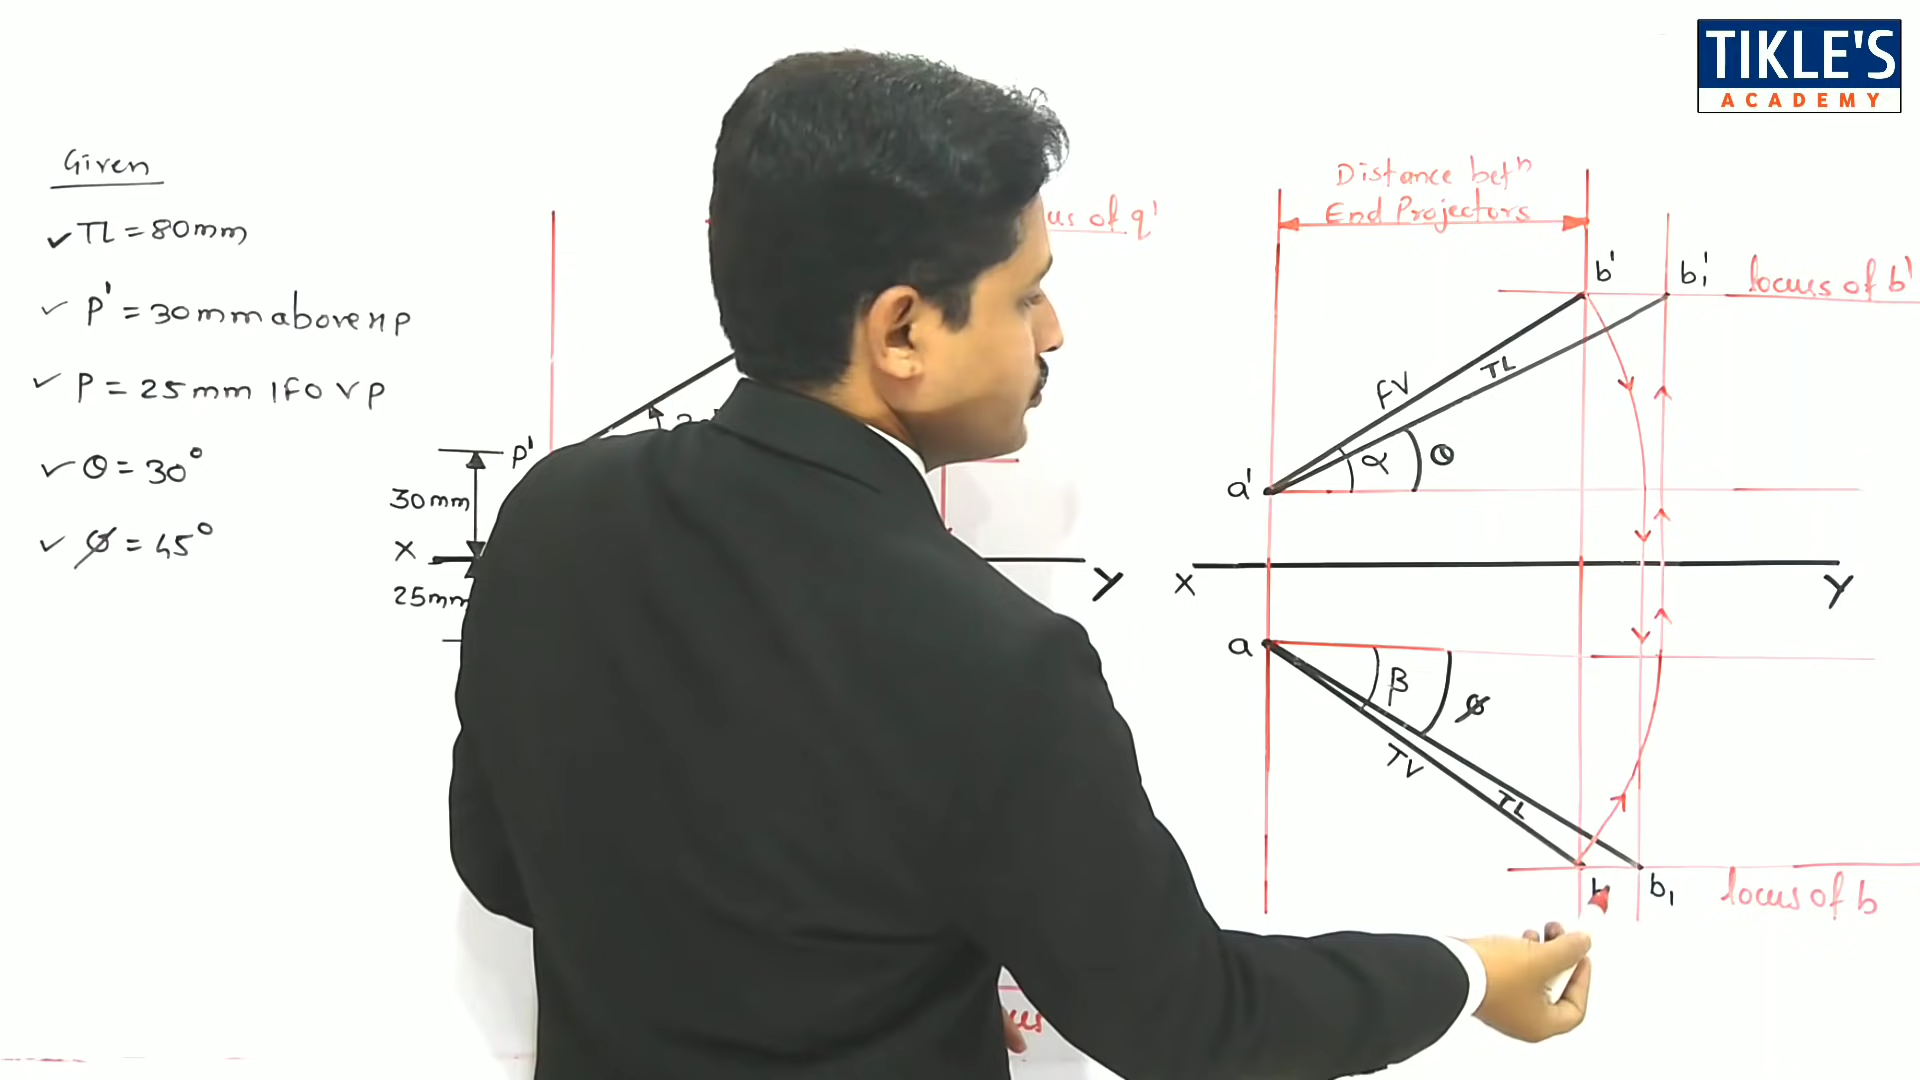 TIKLE'S
ACADEMY
Given
✓ TL = 80mm
✓ p' = 30mm above HP
✓ P = 25mm IFO VP
✓ θ = 30°
✓ ø = 45°
of q'
p'
30mm
X
25mm
Y
Distance betⁿ
End Projectors
b'
b₁'
locus of b'
FV
TL
a'
α
θ
X
Y
a
β
ø
TV
TL
b₁
locus of b